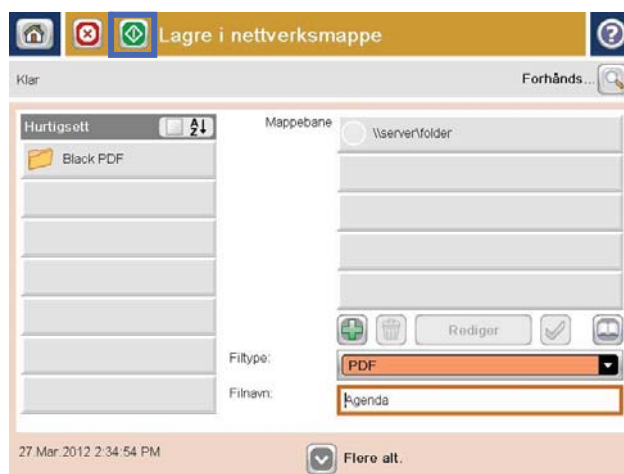 Lagre i nettverksmappe
Klar
Forhånds...
Hurtigsett
Mappebane
\\server\folder
Black PDF
Rediger
Filtype:
PDF
Filnavn:
Agenda
27 Mar 2012 2:34:54 PM
Flere alt.